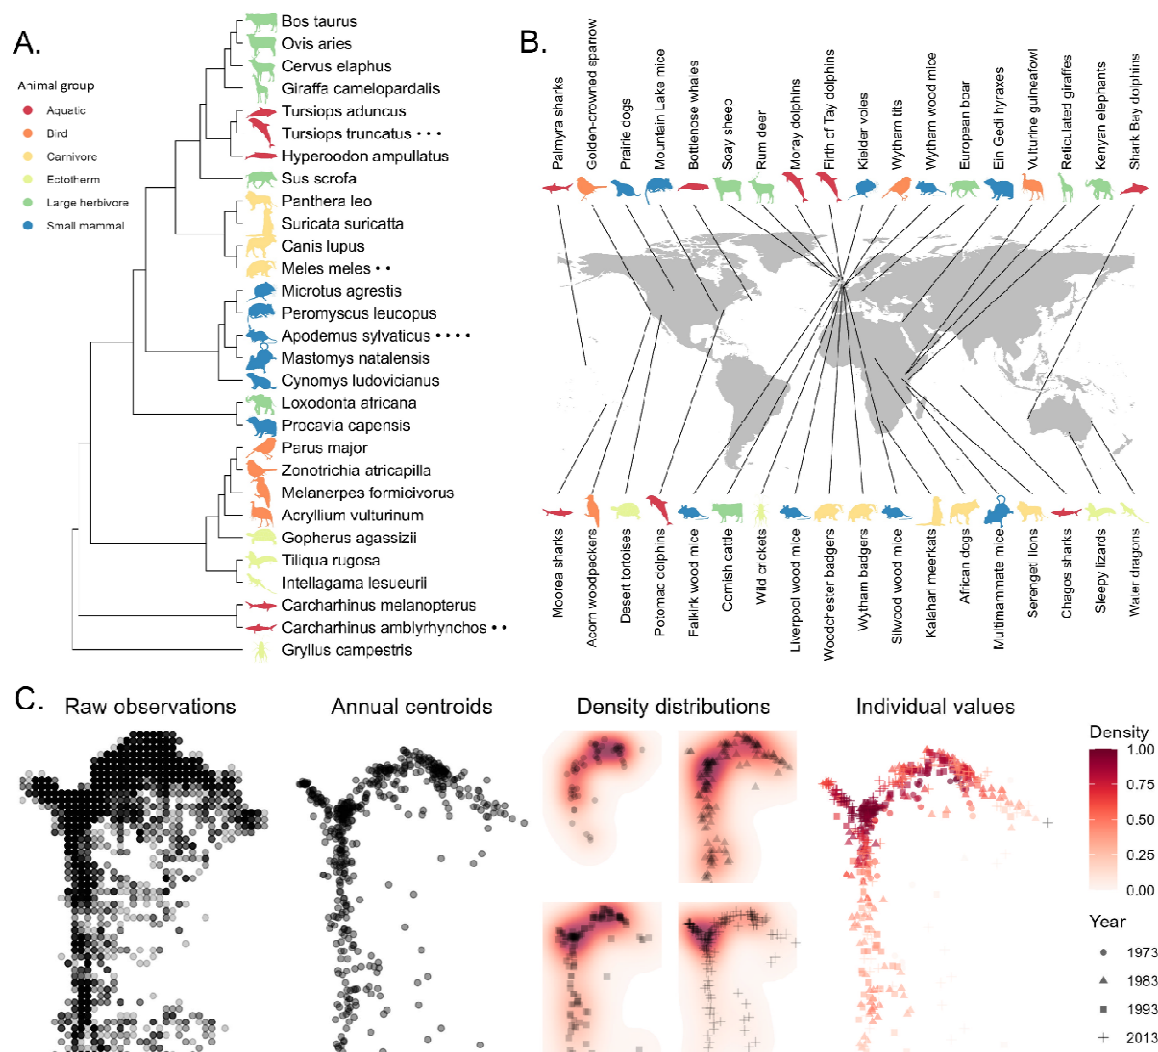 A.
Animal group
Aquatic
Bird
Carnivore
Ectotherm
Large herbivore
Small mammal
Bos taurus
Ovis aries
Cervus elaphus
Giraffa camelopardalis
Tursiops aduncus
Tursiops truncatus • • •
Hyperoodon ampullatus
Sus scrofa
Panthera leo
Suricata suricatta
Canis lupus
Meles meles • •
Microtus agrestis
Peromyscus leucopus
Apodemus sylvaticus • • • •
Mastomys natalensis
Cynomys ludovicianus
Loxodonta africana
Procavia capensis
Parus major
Zonotrichia atricapilla
Melanerpes formicivorus
Acryllium vulturinum
Gopherus agassizii
Tiliqua rugosa
Intellagama lesueurii
Carcharhinus melanopterus
Carcharhinus amblyrhynchos • •
Gryllus campestris
B.
Palmyra sharks
Golden-crowned sparrow
Prairie dogs
Mountain Lake mice
Bottlenose whales
Soay sheep
Rum deer
Moray dolphins
Firth of Tay dolphins
Kielder voles
Wytham tits
Wytham wood mice
European boar
Ein Gedi hyraxes
Vulturine guineafowl
Reticulated giraffes
Kenyan elephants
Shark Bay dolphins
Moorea sharks
Acorn woodpeckers
Desert tortoises
Potomac dolphins
Falkirk wood mice
Cornish cattle
Wild crickets
Liverpool wood mice
Woodchester badgers
Wytham badgers
Silwood wood mice
Kalahari meerkats
African dogs
Multimammate mice
Serengeti lions
Chagos sharks
Sleepy lizards
Water dragons
C.
Raw observations
Annual centroids
Density distributions
Individual values
Density
1.00
0.75
0.50
0.25
0.00
Year
1973
1983
1993
2013